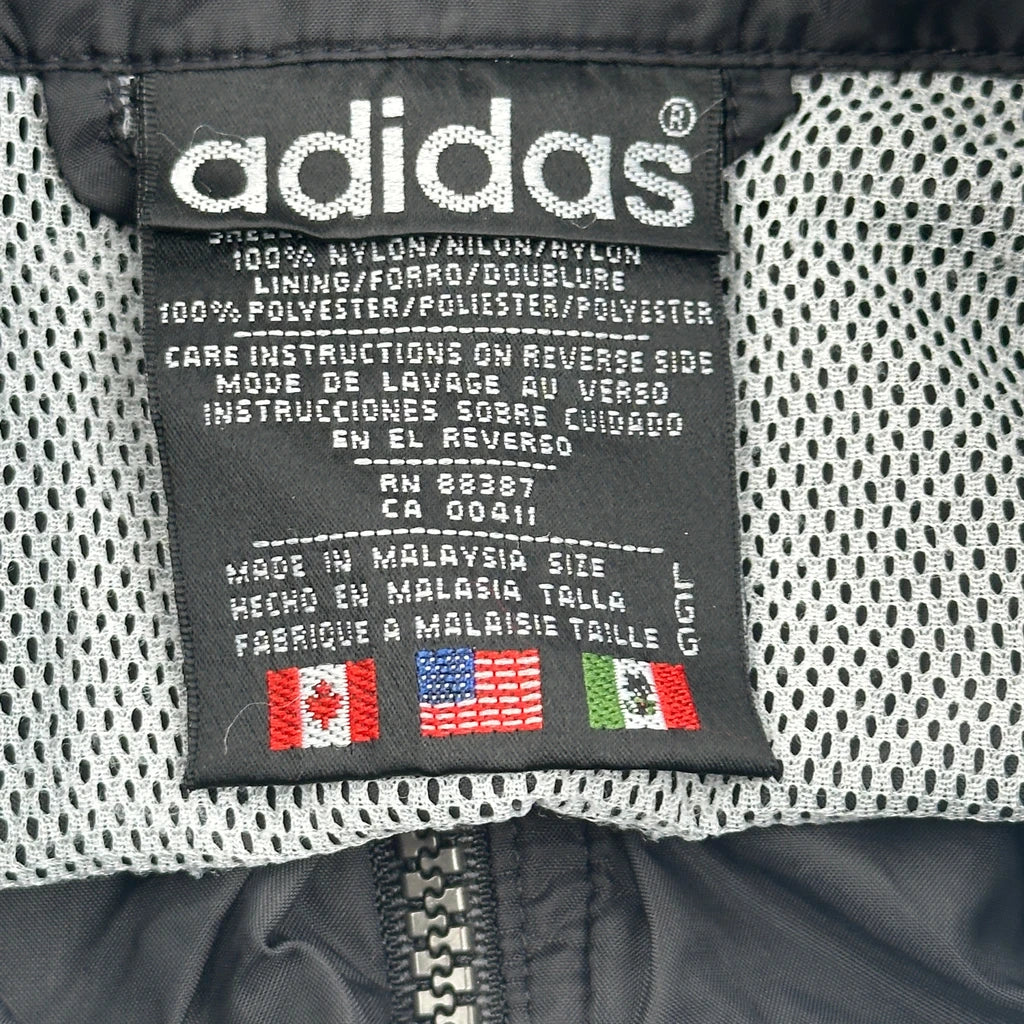 adidas®
100% NYLON/NILON/NYLON
LINING/FORRO/DOUBLURE
100% POLYESTER/POLIESTER/POLYESTER
CARE INSTRUCTIONS ON REVERSE SIDE
MODE DE LAVAGE AU VERSO
INSTRUCCIONES SOBRE CUIDADO
EN EL REVERSO
RN 88387
CA 00411
MADE IN MALAYSIA SIZE L
HECHO EN MALASIA TALLA G
FABRIQUE A MALAISIE TAILLE G